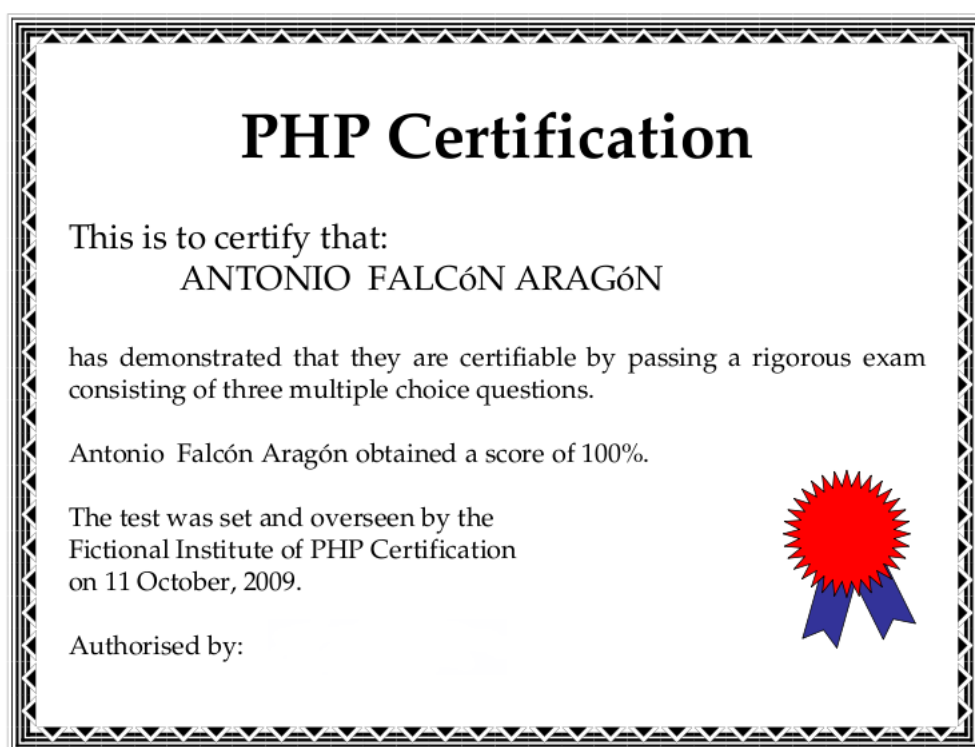 PHP Certification
This is to certify that:
ANTONIO  FALCóN ARAGóN
has demonstrated that they are certifiable by passing a rigorous exam
consisting of three multiple choice questions.
Antonio  Falcón Aragón obtained a score of 100%.
The test was set and overseen by the
Fictional Institute of PHP Certification
on 11 October, 2009.
Authorised by: